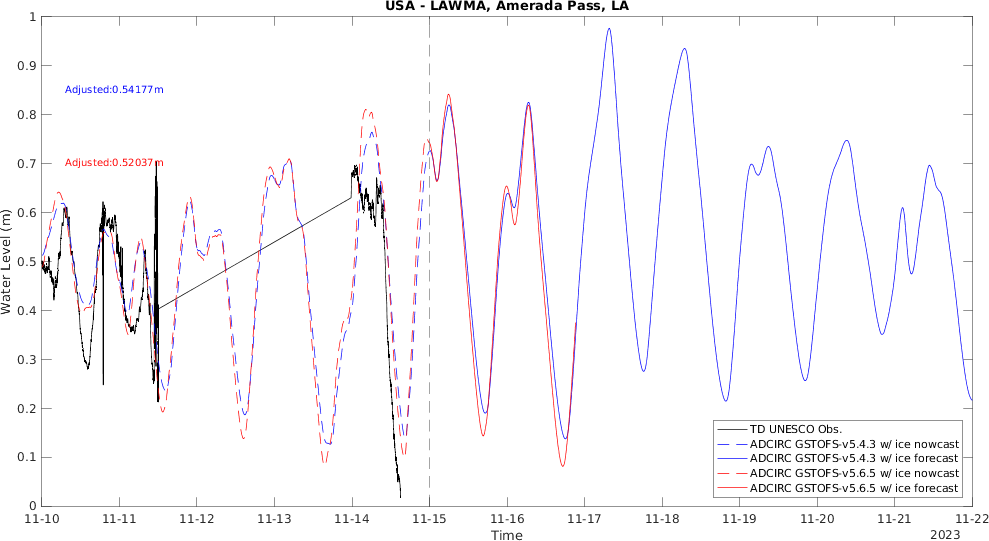 USA - LAWMA, Amerada Pass, LA
Water Level (m)
1
0.9
0.8
0.7
0.6
0.5
0.4
0.3
0.2
0.1
0
Adjusted:0.54177m
Adjusted:0.52037m
TD UNESCO Obs.
ADCIRC GSTOFS-v5.4.3 w/ ice nowcast
ADCIRC GSTOFS-v5.4.3 w/ ice forecast
ADCIRC GSTOFS-v5.6.5 w/ ice nowcast
ADCIRC GSTOFS-v5.6.5 w/ ice forecast
11-10 11-11 11-12 11-13 11-14 11-15 11-16 11-17 11-18 11-19 11-20 11-21 11-22
Time
2023